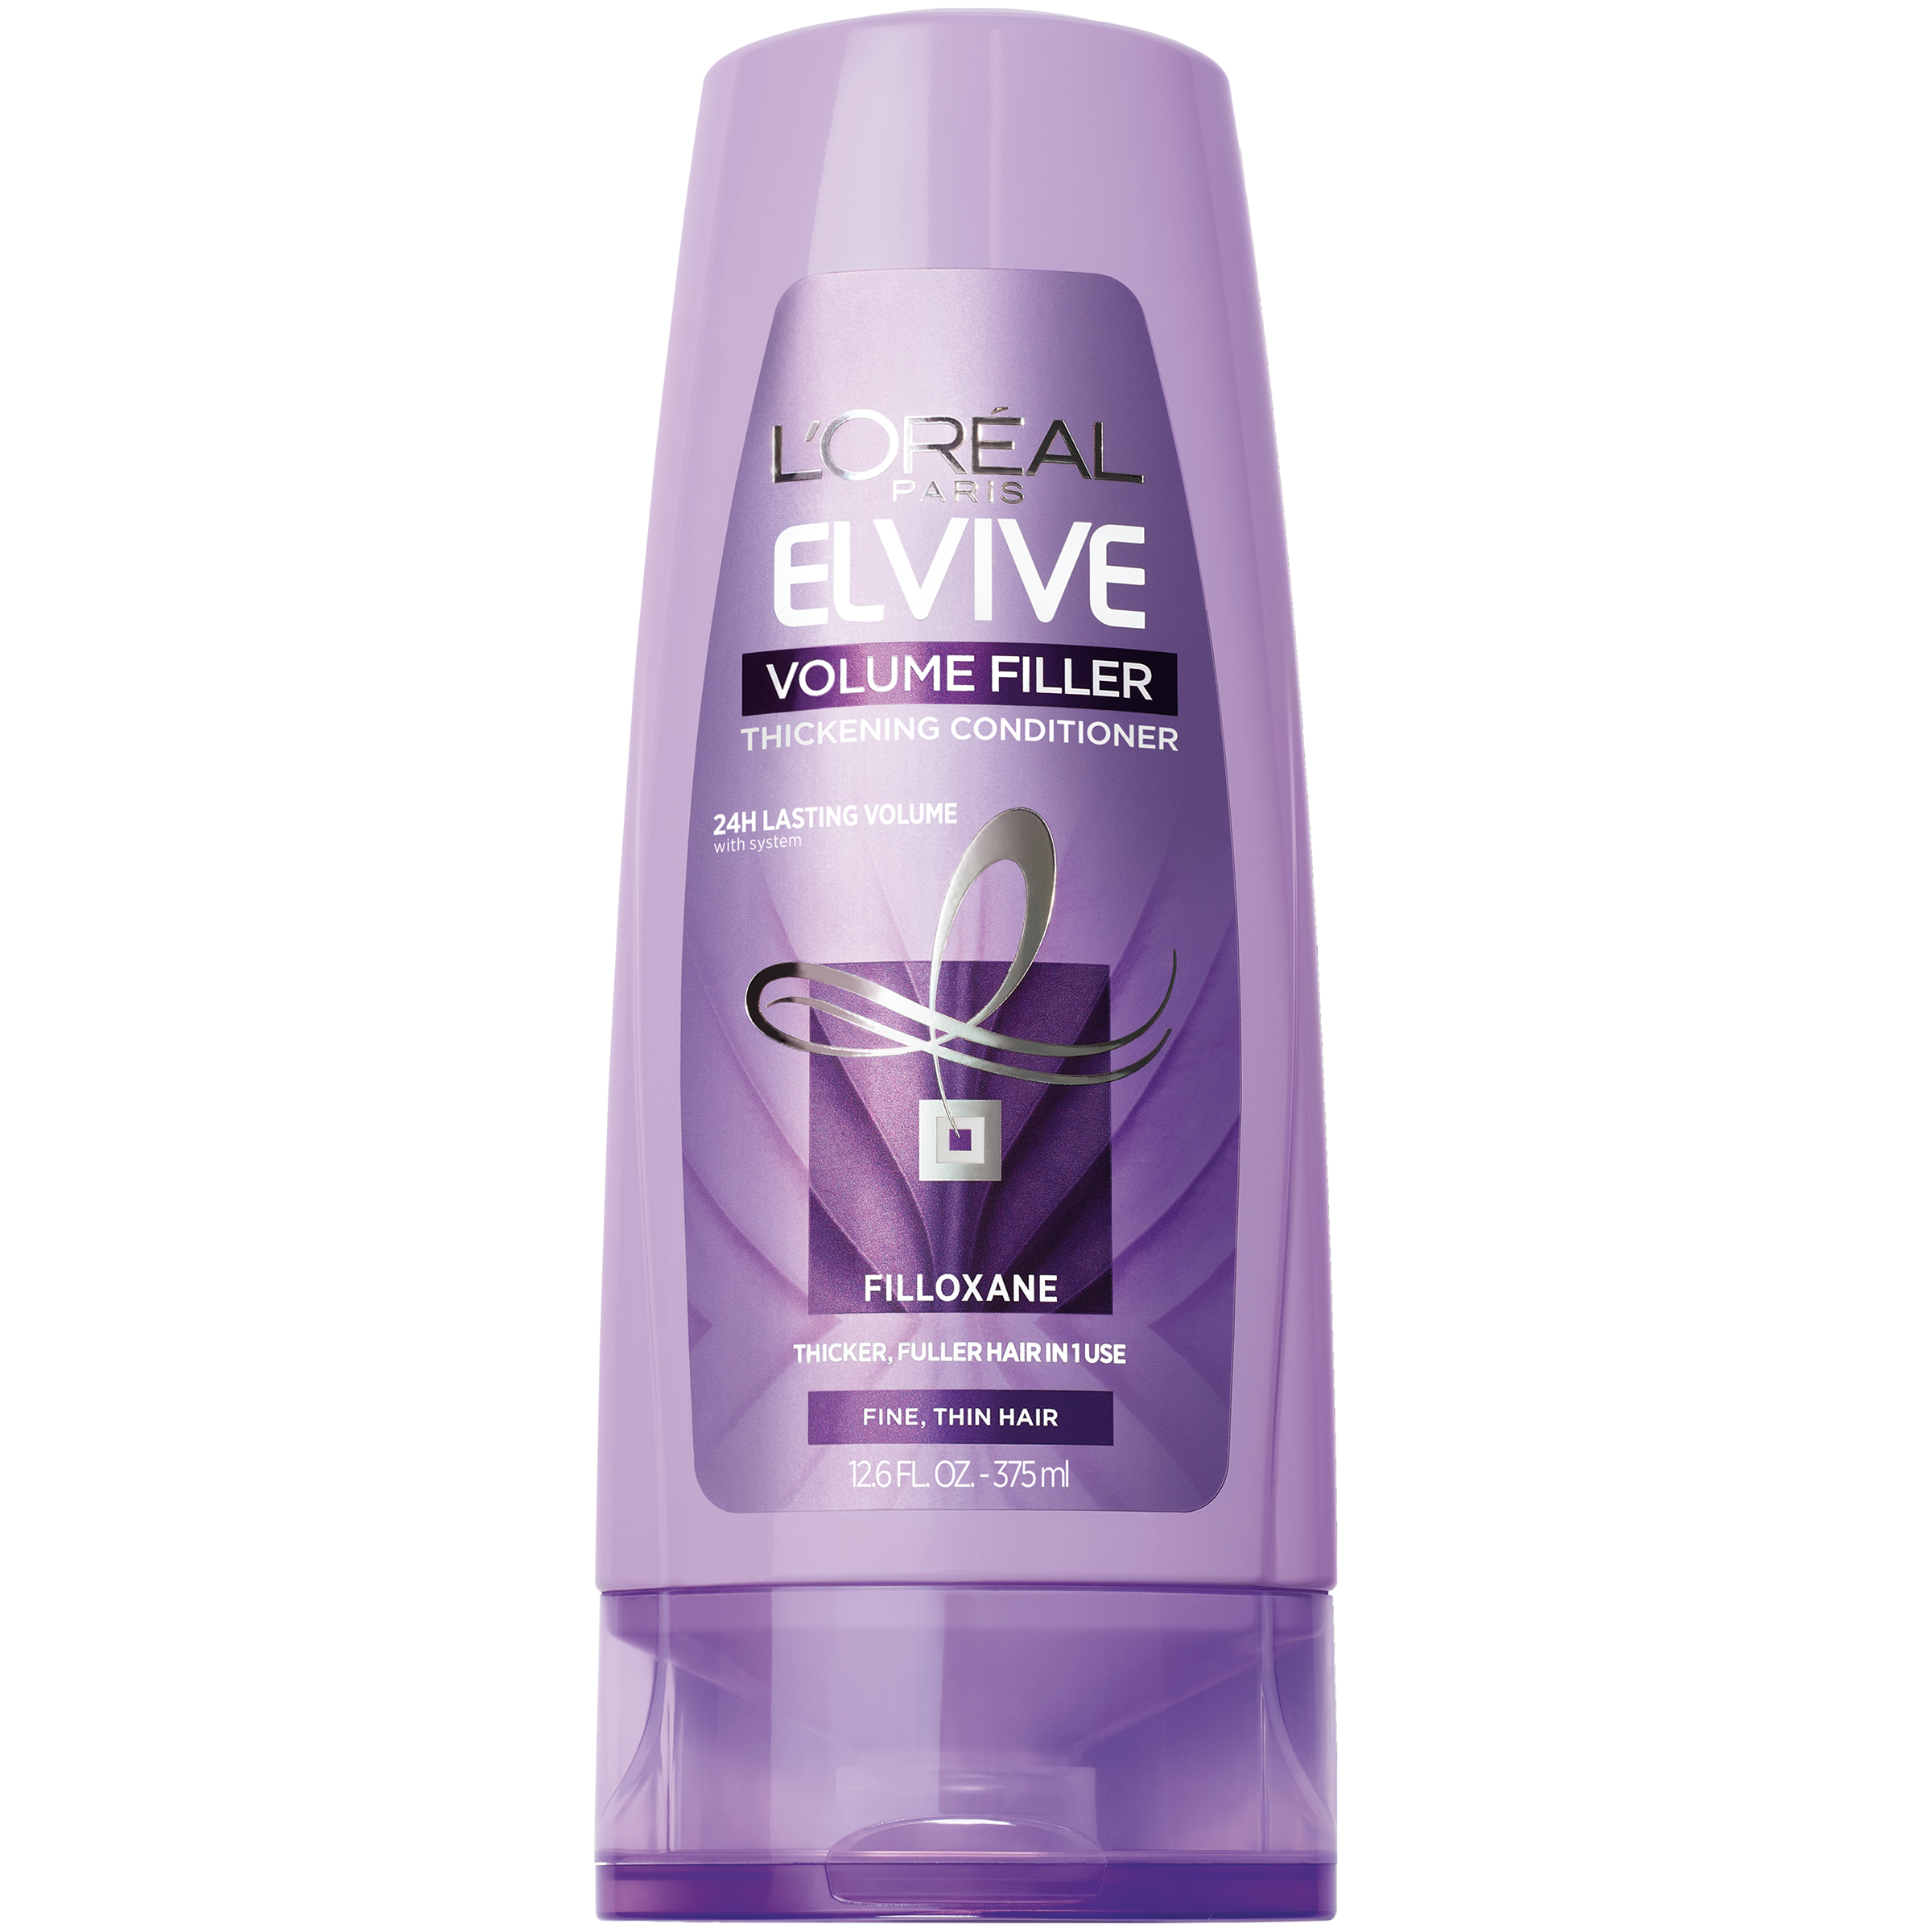 L'ORÉAL
PARIS
ELVIVE
VOLUME FILLER
THICKENING CONDITIONER
24H LASTING VOLUME
with system
FILLOXANE
THICKER, FULLER HAIR IN 1 USE
FINE, THIN HAIR
12.6 FL. OZ. - 375 ml